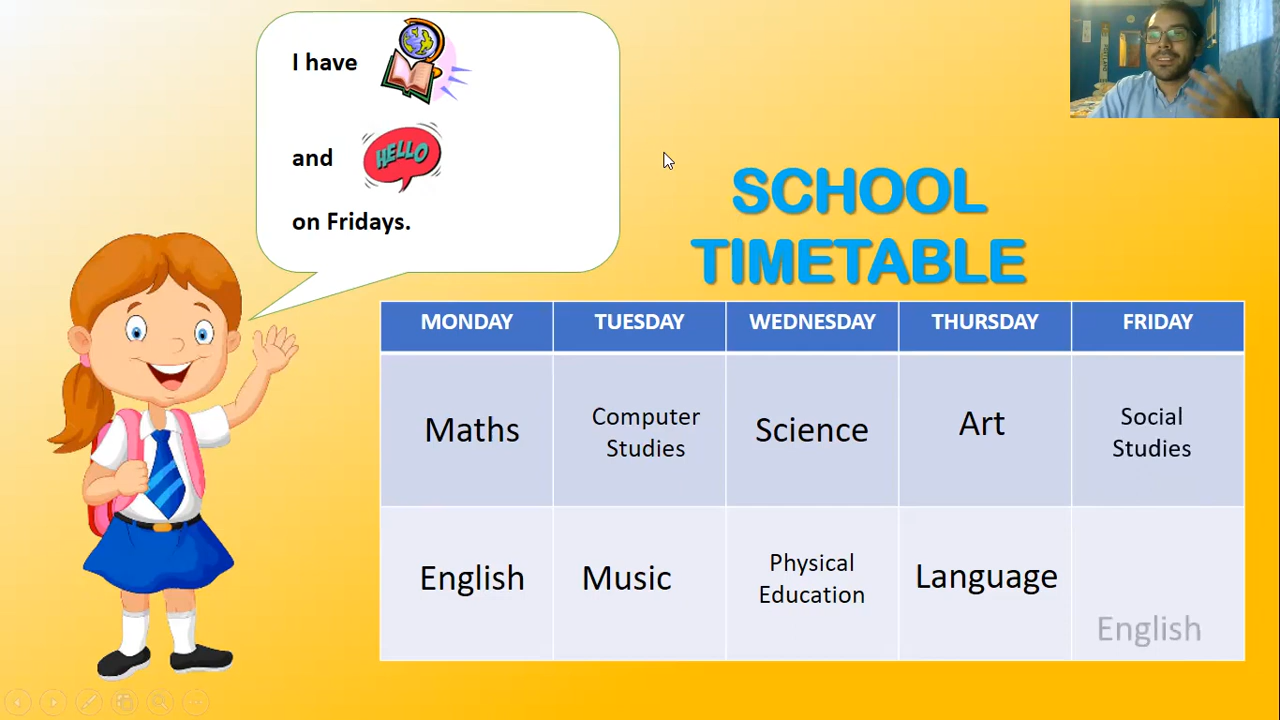 I have
and HELLO
on Fridays.
SCHOOL
TIMETABLE
MONDAY TUESDAY WEDNESDAY THURSDAY FRIDAY
Maths Computer Studies Science Art Social Studies
English Music Physical Education Language English